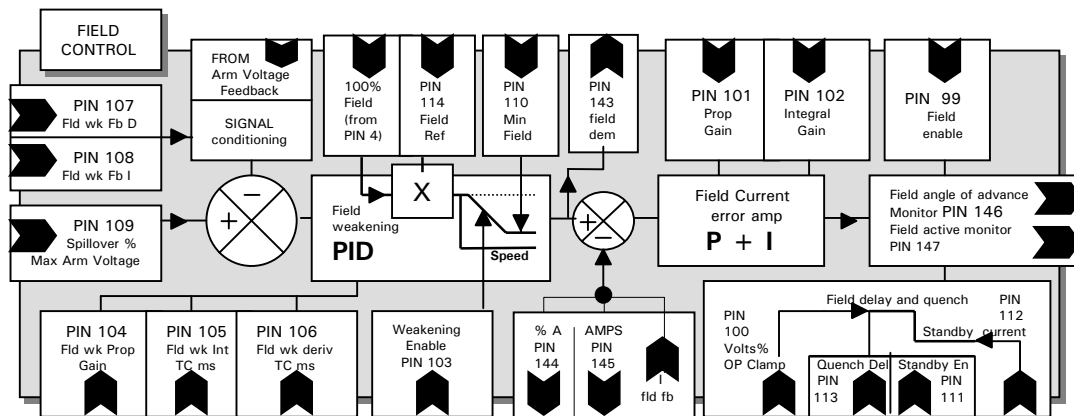 FIELD
CONTROL
FROM
Arm Voltage
Feedback
SIGNAL
conditioning
100%
Field
(from
PIN 4)
PIN
114
Field
Ref
PIN
110
Min
Field
PIN
143
field
dem
PIN 101
Prop
Gain
PIN 102
Integral
Gain
PIN 99
Field
enable
PIN 107
Fld wk Fb D
PIN 108
Fld wk Fb I
PIN 109
Spillover %
Max Arm Voltage
−
+
Field
weakening
PID
X
Speed
+
−
Field Current
error amp
P + I
Field angle of advance
Monitor PIN 146
Field active monitor
PIN 147
PIN 104
Fld wk Prop
Gain
PIN 105
Fld wk Int
TC ms
PIN 106
Fld wk deriv
TC ms
Weakening
Enable
PIN 103
% A
PIN
144
AMPS
PIN
145
I
fld fb
Field delay and quench
PIN
100
Volts%
OP Clamp
PIN
112
Standby current
Quench Del
PIN
113
Standby En
PIN
111